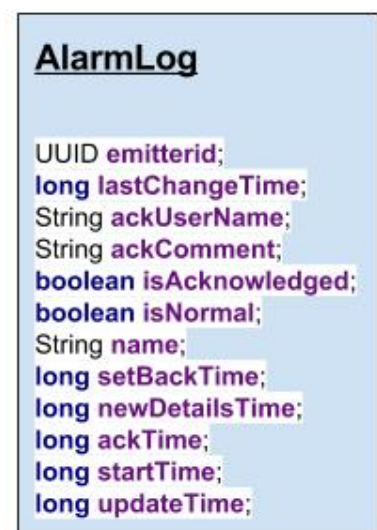 AlarmLog
UUID emitterid;
long lastChangeTime;
String ackUserName;
String ackComment;
boolean isAcknowledged;
boolean isNormal;
String name;
long setBackTime;
long newDetailsTime;
long ackTime;
long startTime;
long updateTime;